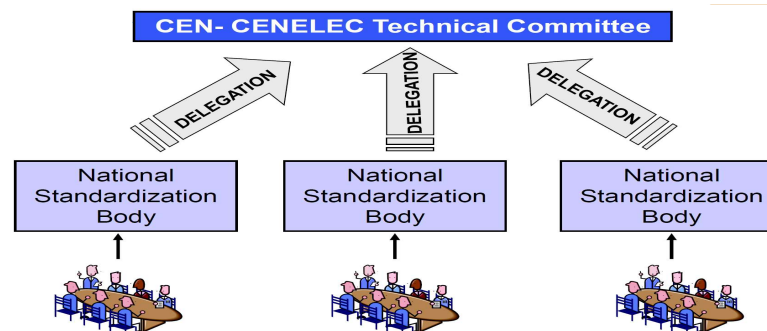 CEN- CENELEC Technical Committee
DELEGATION
DELEGATION
DELEGATION
National
Standardization
Body
National
Standardization
Body
National
Standardization
Body